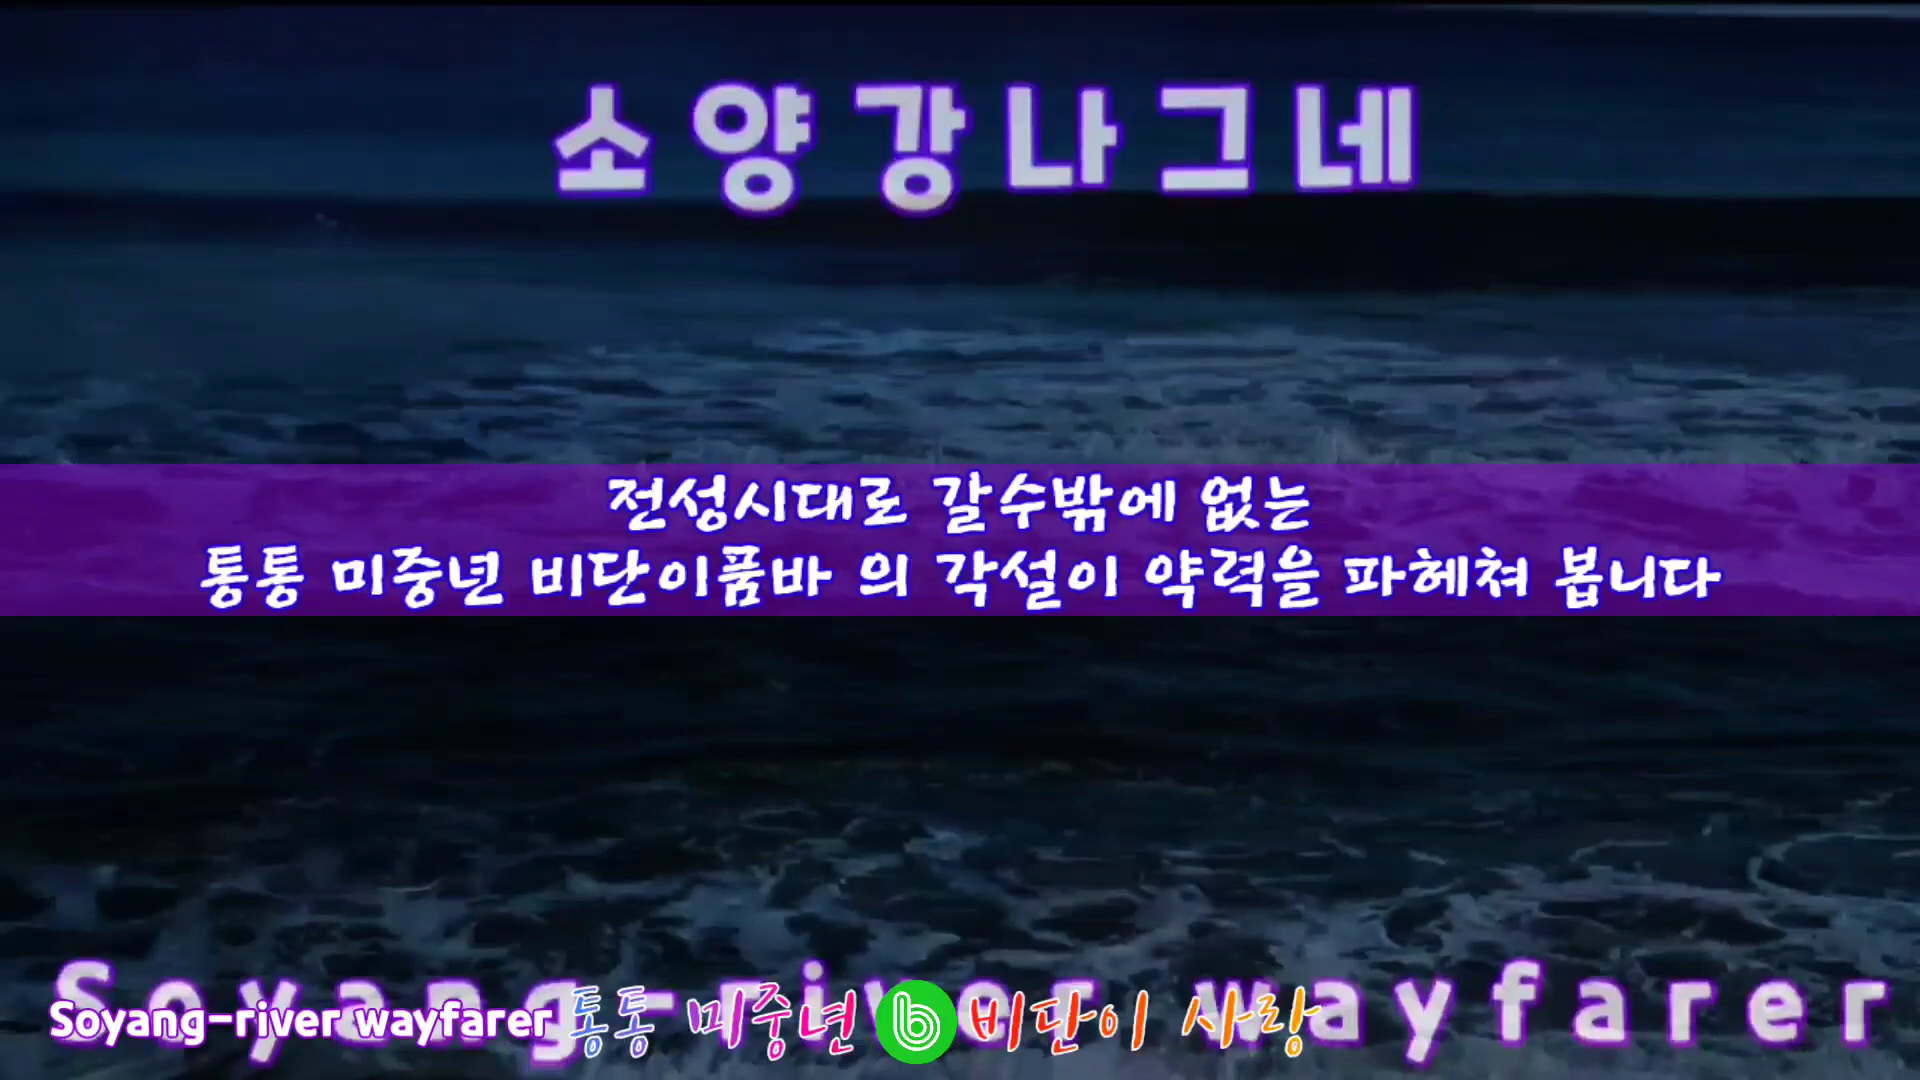 소양강나그네
전성시대로 갈수밖에 없는
통통 미중년 비단이품바 의 각설이 약력을 파헤쳐 봅니다
Soyang-river wayfarer
Soyang-river wayfarer 통통 미중년 b 비단이 사랑